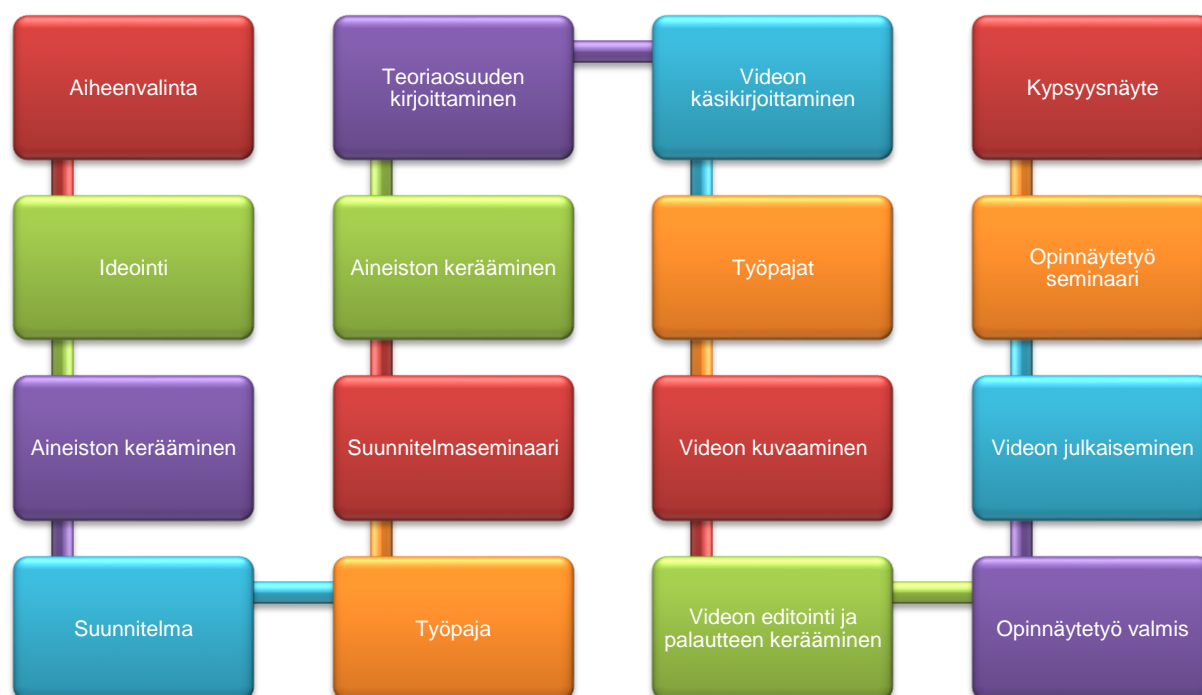 Aiheenvalinta
Ideointi
Aineiston kerääminen
Suunnitelma
Työpaja
Suunnitelmaseminaari
Aineiston kerääminen
Teoriaosuuden
kirjoittaminen
Videon
käsikirjoittaminen
Työpajat
Videon kuvaaminen
Videon editointi ja
palautteen kerääminen
Opinnäytetyö valmis
Videon julkaiseminen
Opinnäytetyö
seminaari
Kypsyysnäyte